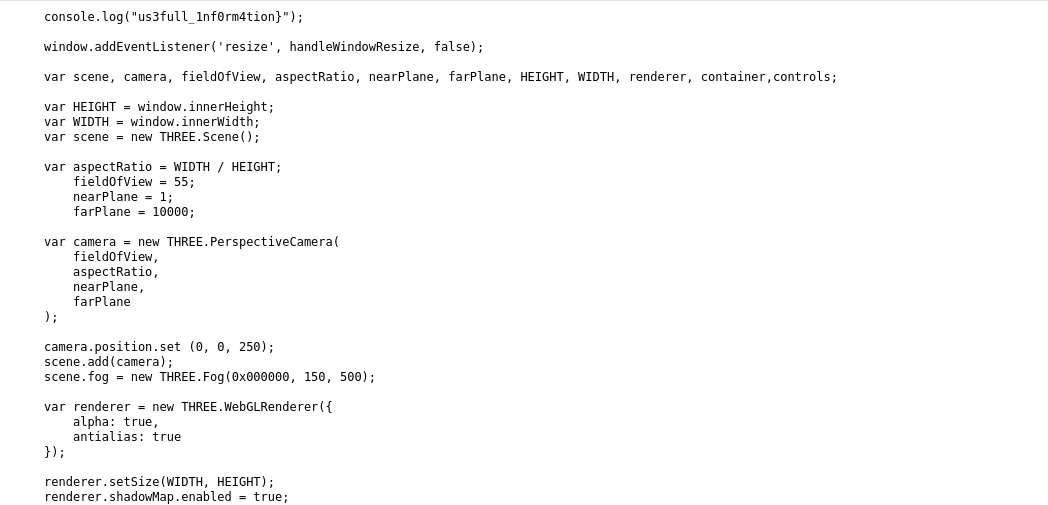 console.log("us3full_1nf0rm4tion}");
window.addEventListener('resize', handleWindowResize, false);
var scene, camera, fieldOfView, aspectRatio, nearPlane, farPlane, HEIGHT, WIDTH, renderer, container,controls;
var HEIGHT = window.innerHeight;
var WIDTH = window.innerWidth;
var scene = new THREE.Scene();
var aspectRatio = WIDTH / HEIGHT;
    fieldOfView = 55;
    nearPlane = 1;
    farPlane = 10000;
var camera = new THREE.PerspectiveCamera(
    fieldOfView,
    aspectRatio,
    nearPlane,
    farPlane
);
camera.position.set (0, 0, 250);
scene.add(camera);
scene.fog = new THREE.Fog(0x000000, 150, 500);
var renderer = new THREE.WebGLRenderer({
    alpha: true,
    antialias: true
});
renderer.setSize(WIDTH, HEIGHT);
renderer.shadowMap.enabled = true;